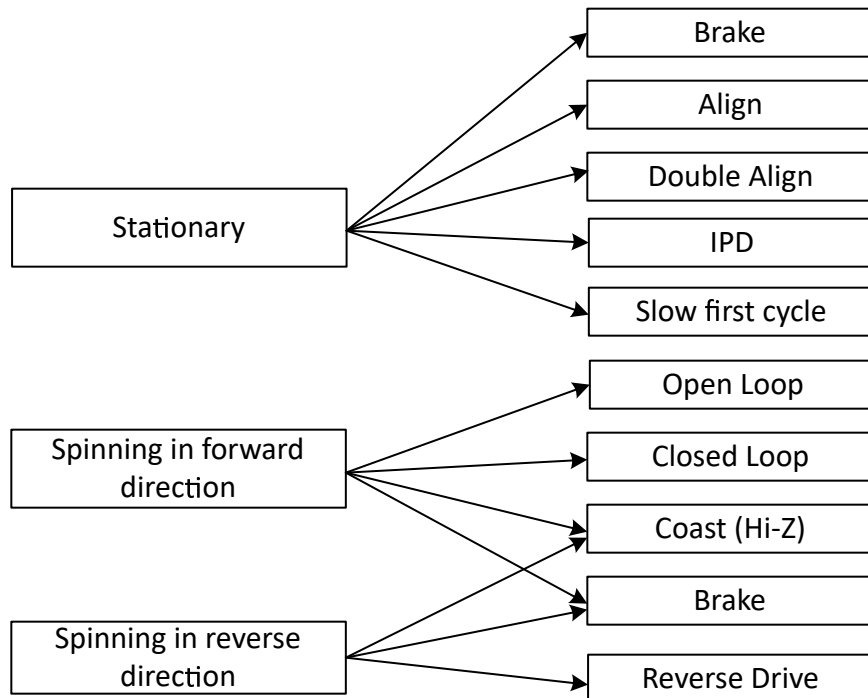 Brake
Align
Double Align
Stationary
IPD
Slow first cycle
Open Loop
Spinning in forward
direction
Closed Loop
Coast (Hi-Z)
Brake
Spinning in reverse
direction
Reverse Drive